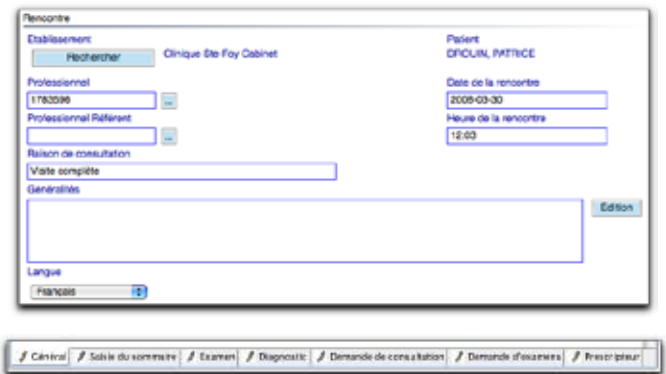 Rencontre
Etablissement
Patient
Rechercher
Clinique Ste-Foy Cabinet
DROUIN, PATRICE
Professionnel
Date de la rencontre
1783596
...
2008-03-30
Professionnel Référent
Heure de la rencontre
...
12:03
Raison de consultation
Visite complète
Généralités
Édition
Langue
Français
Général
Saisie du sommaire
Examen
Diagnostic
Demande de consultation
Demande d'examens
Prescripteur